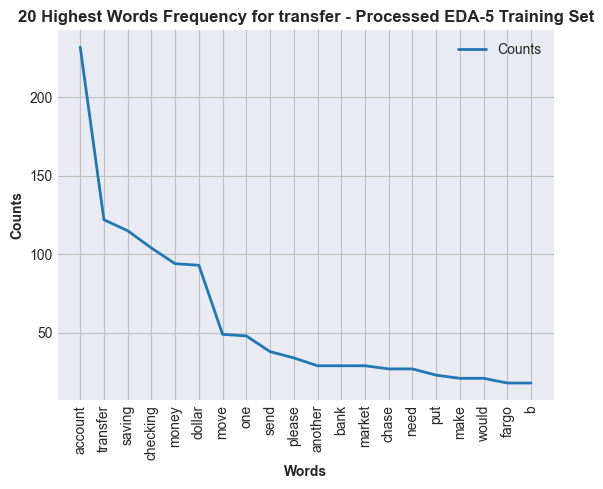 20 Highest Words Frequency for transfer - Processed EDA-5 Training Set
Counts
200
150
100
50
Counts
account
transfer
saving
checking
money
dollar
move
one
send
please
another
bank
market
chase
need
put
make
would
fargo
b
Words